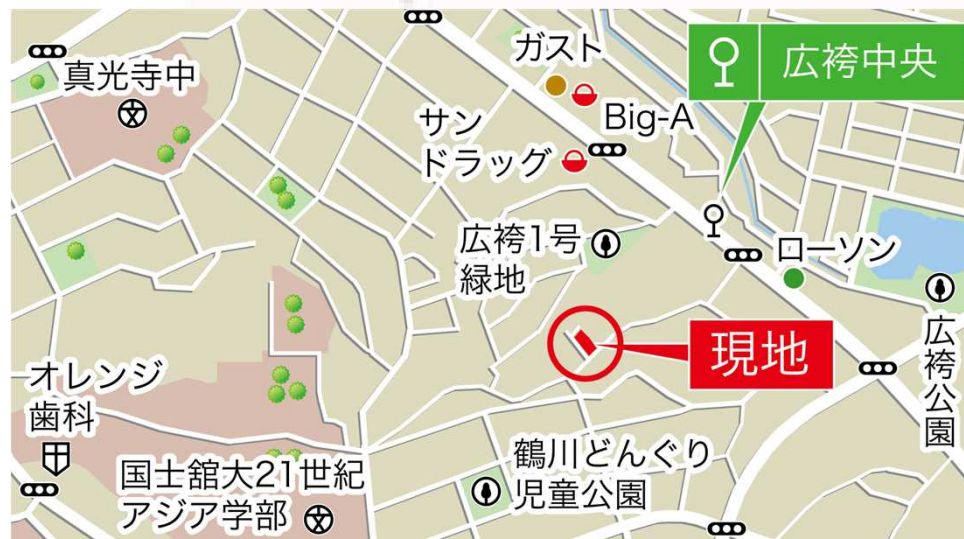 ガスト
広袴中央
真光寺中
Big-A
サン
ドラッグ
広袴1号
緑地
ローソン
現地
広袴公園
オレンジ
歯科
国士舘大21世紀
アジア学部
鶴川どんぐり
児童公園